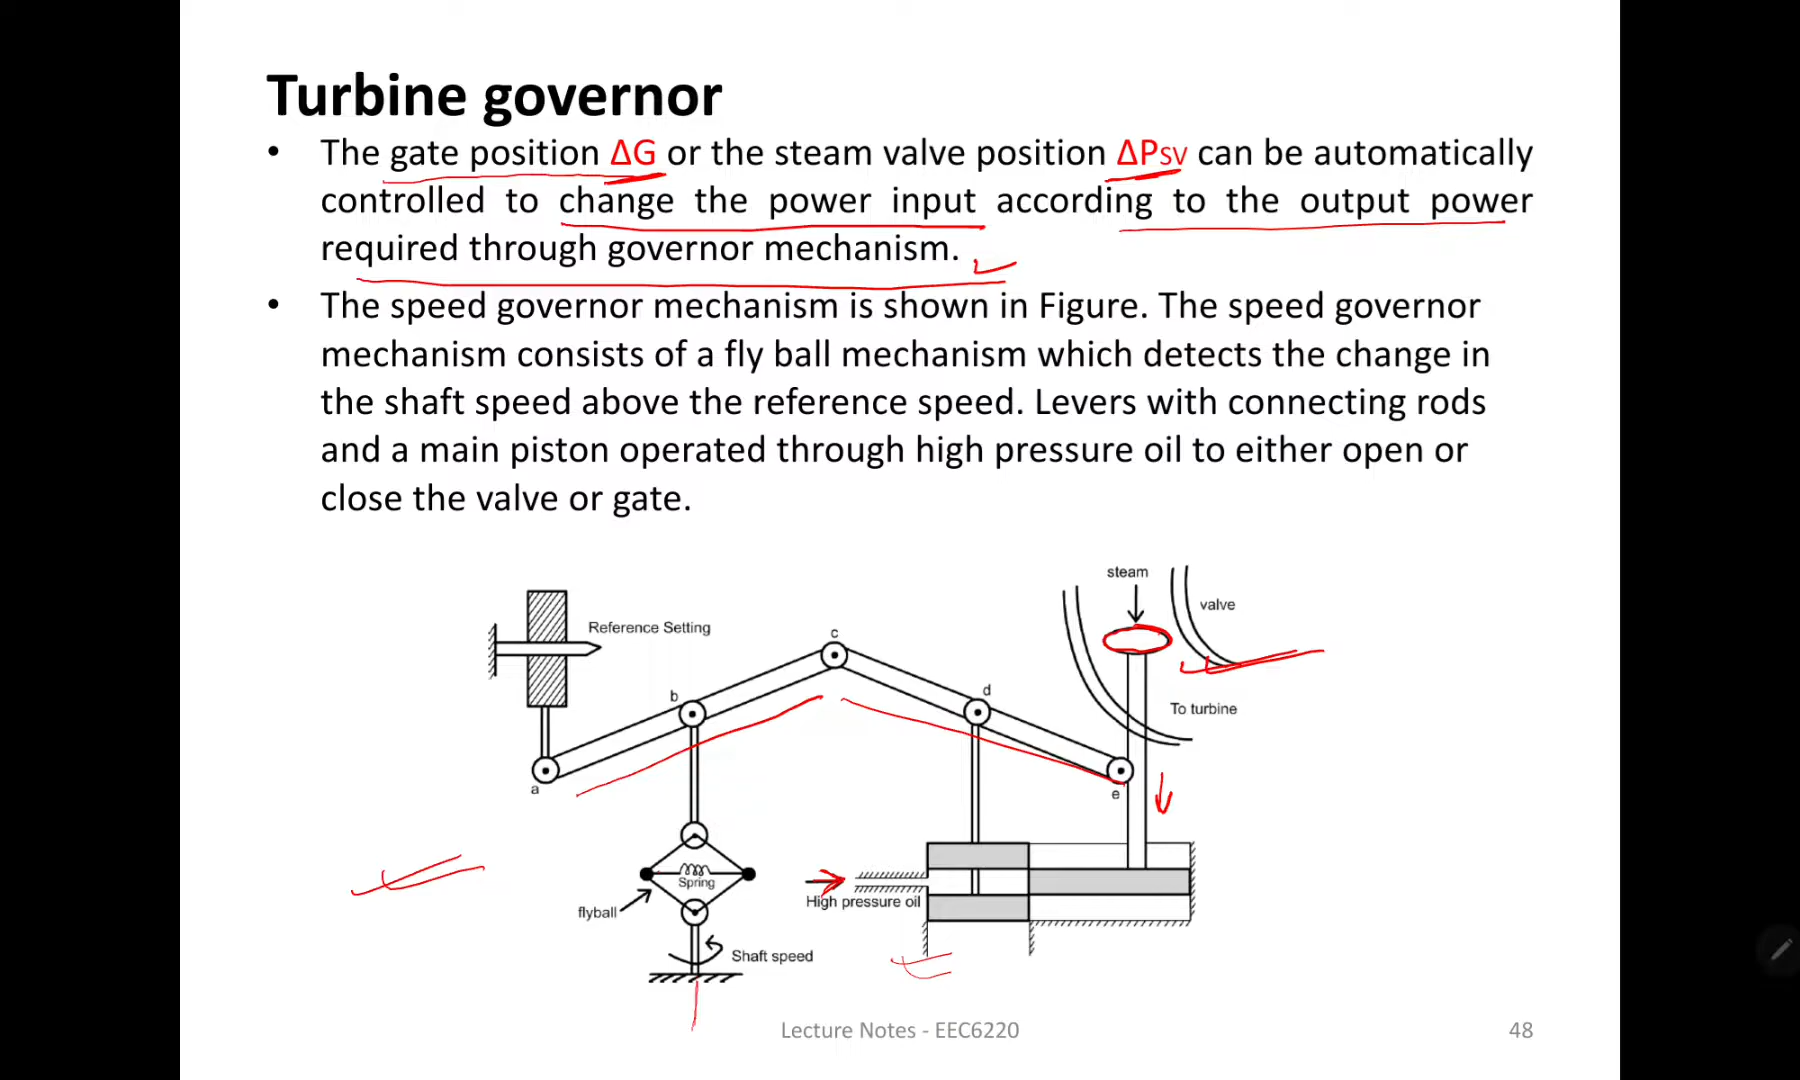 Turbine governor
• The gate position ΔG or the steam valve position ΔPsv can be automatically
controlled to change the power input according to the output power
required through governor mechanism.
• The speed governor mechanism is shown in Figure. The speed governor
mechanism consists of a fly ball mechanism which detects the change in
the shaft speed above the reference speed. Levers with connecting rods
and a main piston operated through high pressure oil to either open or
close the valve or gate.
steam
valve
Reference Setting
c
b
d
To turbine
a
e
Spring
High pressure oil
flyball
Shaft speed
Lecture Notes - EEC6220
48